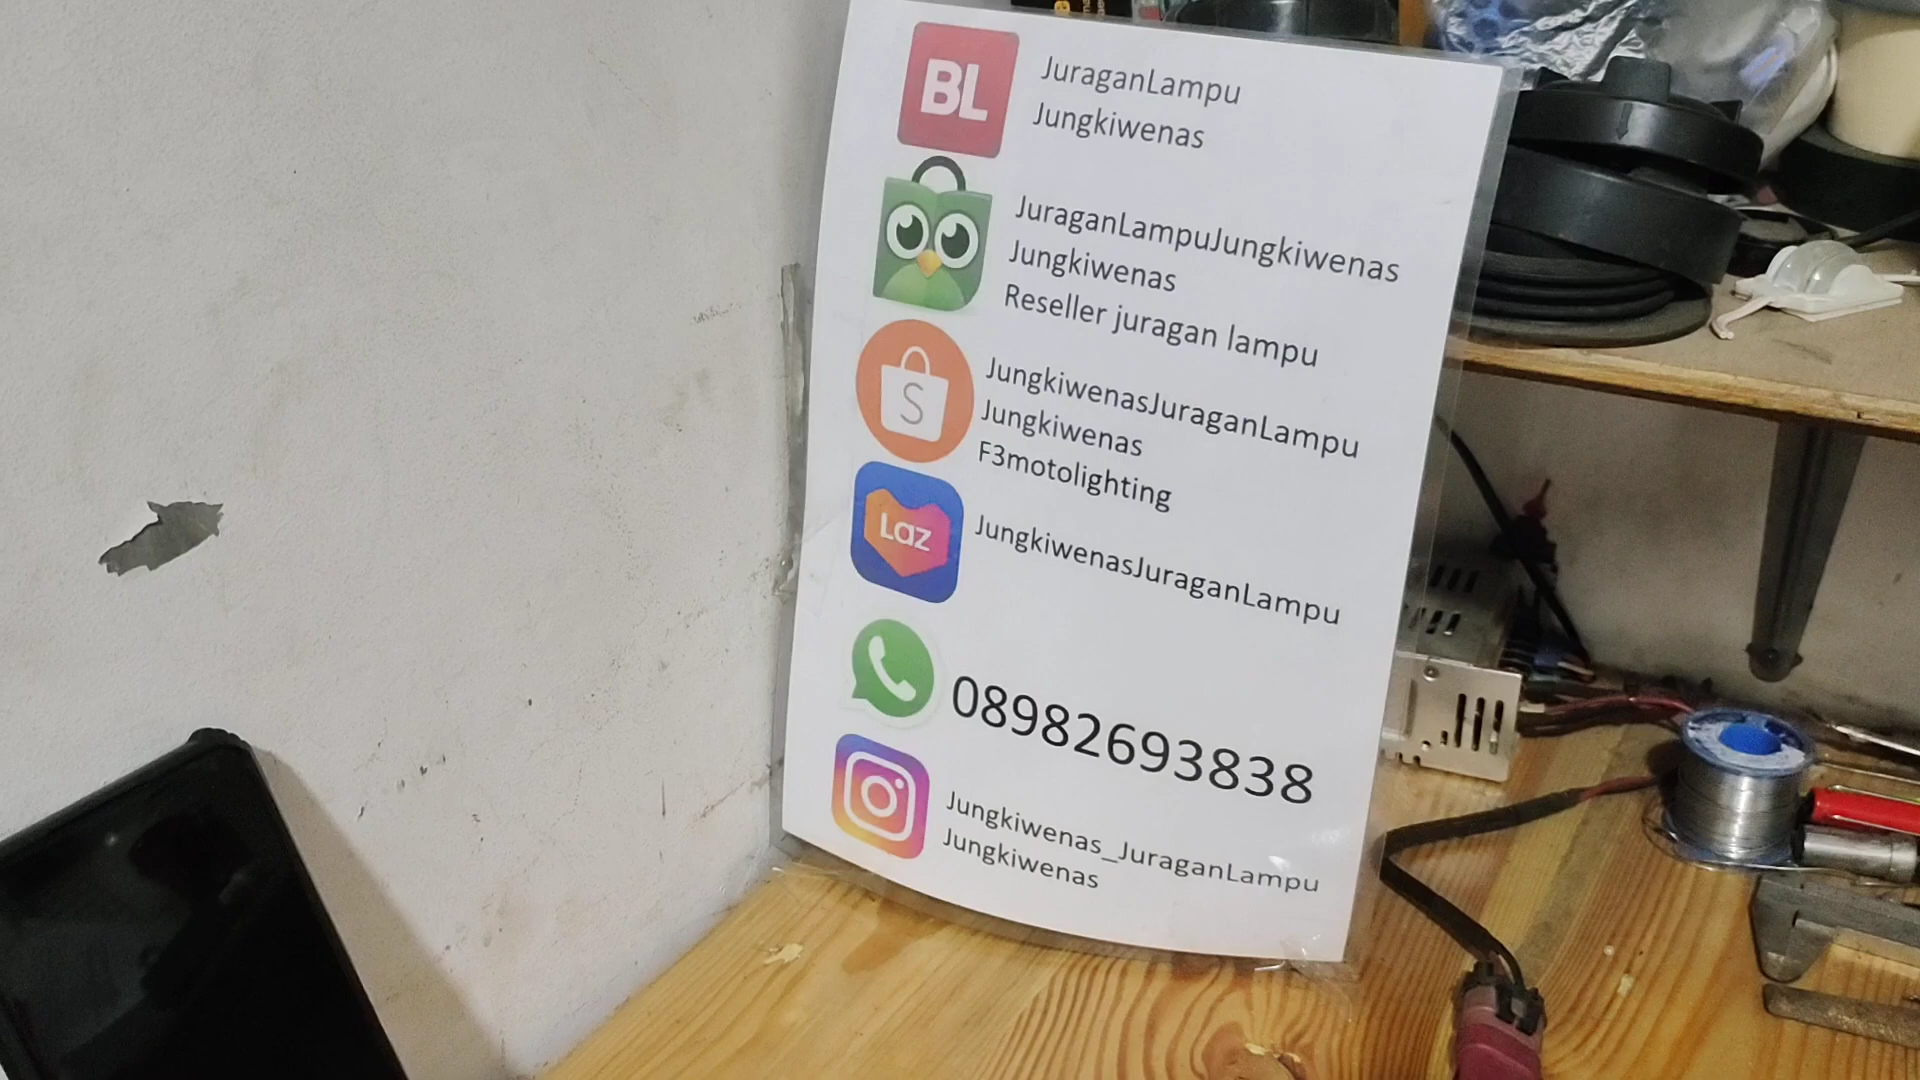 BL
JuraganLampu
Jungkiwenas
JuraganLampuJungkiwenas
Jungkiwenas
Reseller juragan lampu
S
JungkiwenasJuraganLampu
Jungkiwenas
F3motolighting
Laz
JungkiwenasJuraganLampu
08982693838
Jungkiwenas_JuraganLampu
Jungkiwenas